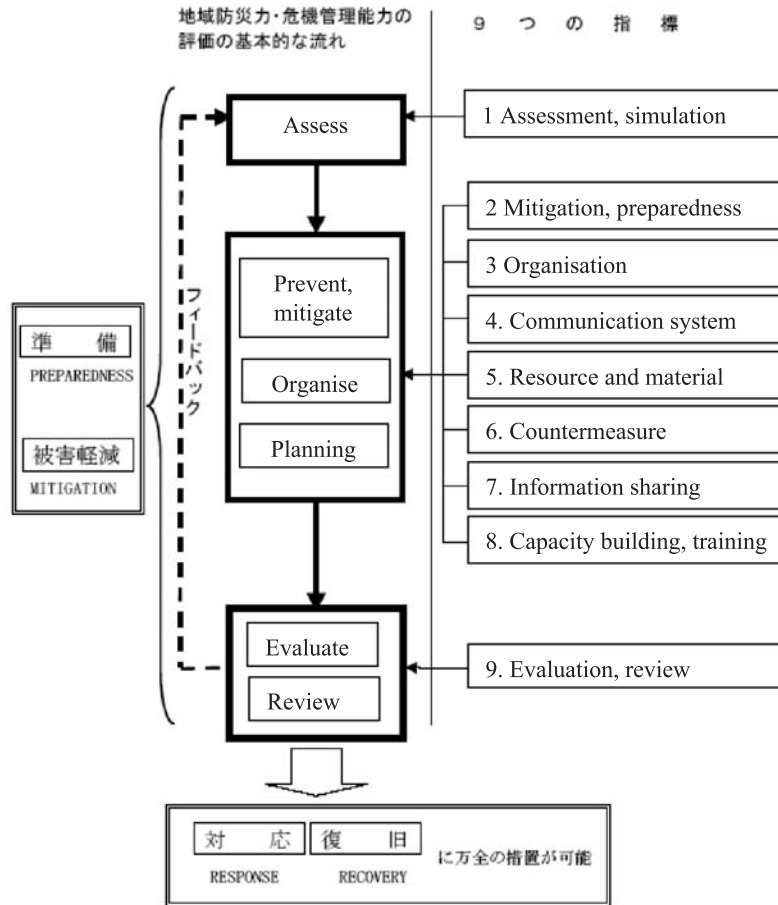 地域防災力・危機管理能力の
評価の基本的な流れ
9つの指標
Assess
1 Assessment, simulation
2 Mitigation, preparedness
3 Organisation
4. Communication system
5. Resource and material
6. Countermeasure
7. Information sharing
8. Capacity building, training
Prevent,
mitigate
Organise
Planning
フィードバック
準備
PREPAREDNESS
被害軽減
MITIGATION
Evaluate
Review
9. Evaluation, review
対応 復旧 に万全の措置が可能
RESPONSE RECOVERY